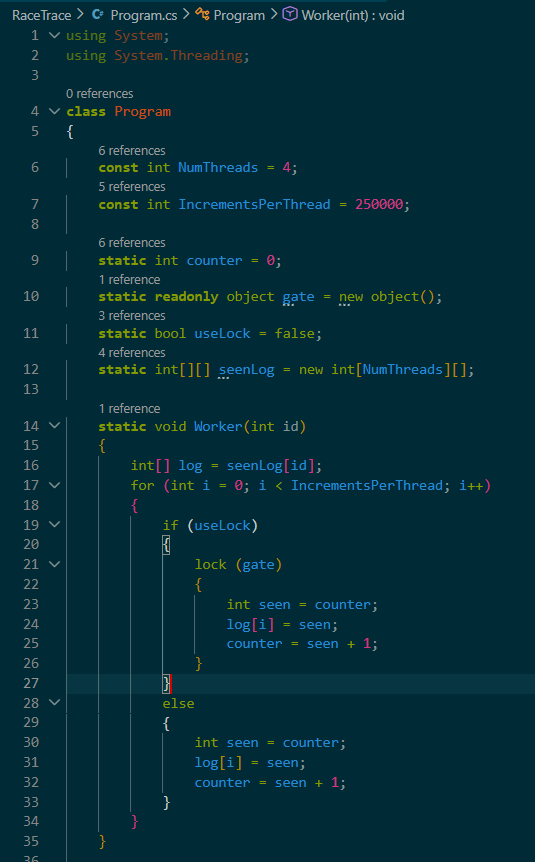 RaceTrace > Program.cs > Program > Worker(int) : void
1 using System;
2 using System.Threading;
3
0 references
4 class Program
5 {
6 references
6 const int NumThreads = 4;
5 references
7 const int IncrementsPerThread = 250000;
8
6 references
9 static int counter = 0;
1 reference
10 static readonly object gate = new object();
3 references
11 static bool useLock = false;
4 references
12 static int[][] seenLog = new int[NumThreads][];
13
1 reference
14 static void Worker(int id)
15 {
16 int[] log = seenLog[id];
17 for (int i = 0; i < IncrementsPerThread; i++)
18 {
19 if (useLock)
20 {
21 lock (gate)
22 {
23 int seen = counter;
24 log[i] = seen;
25 counter = seen + 1;
26 }
27 }
28 else
29 {
30 int seen = counter;
31 log[i] = seen;
32 counter = seen + 1;
33 }
34 }
35 }
36